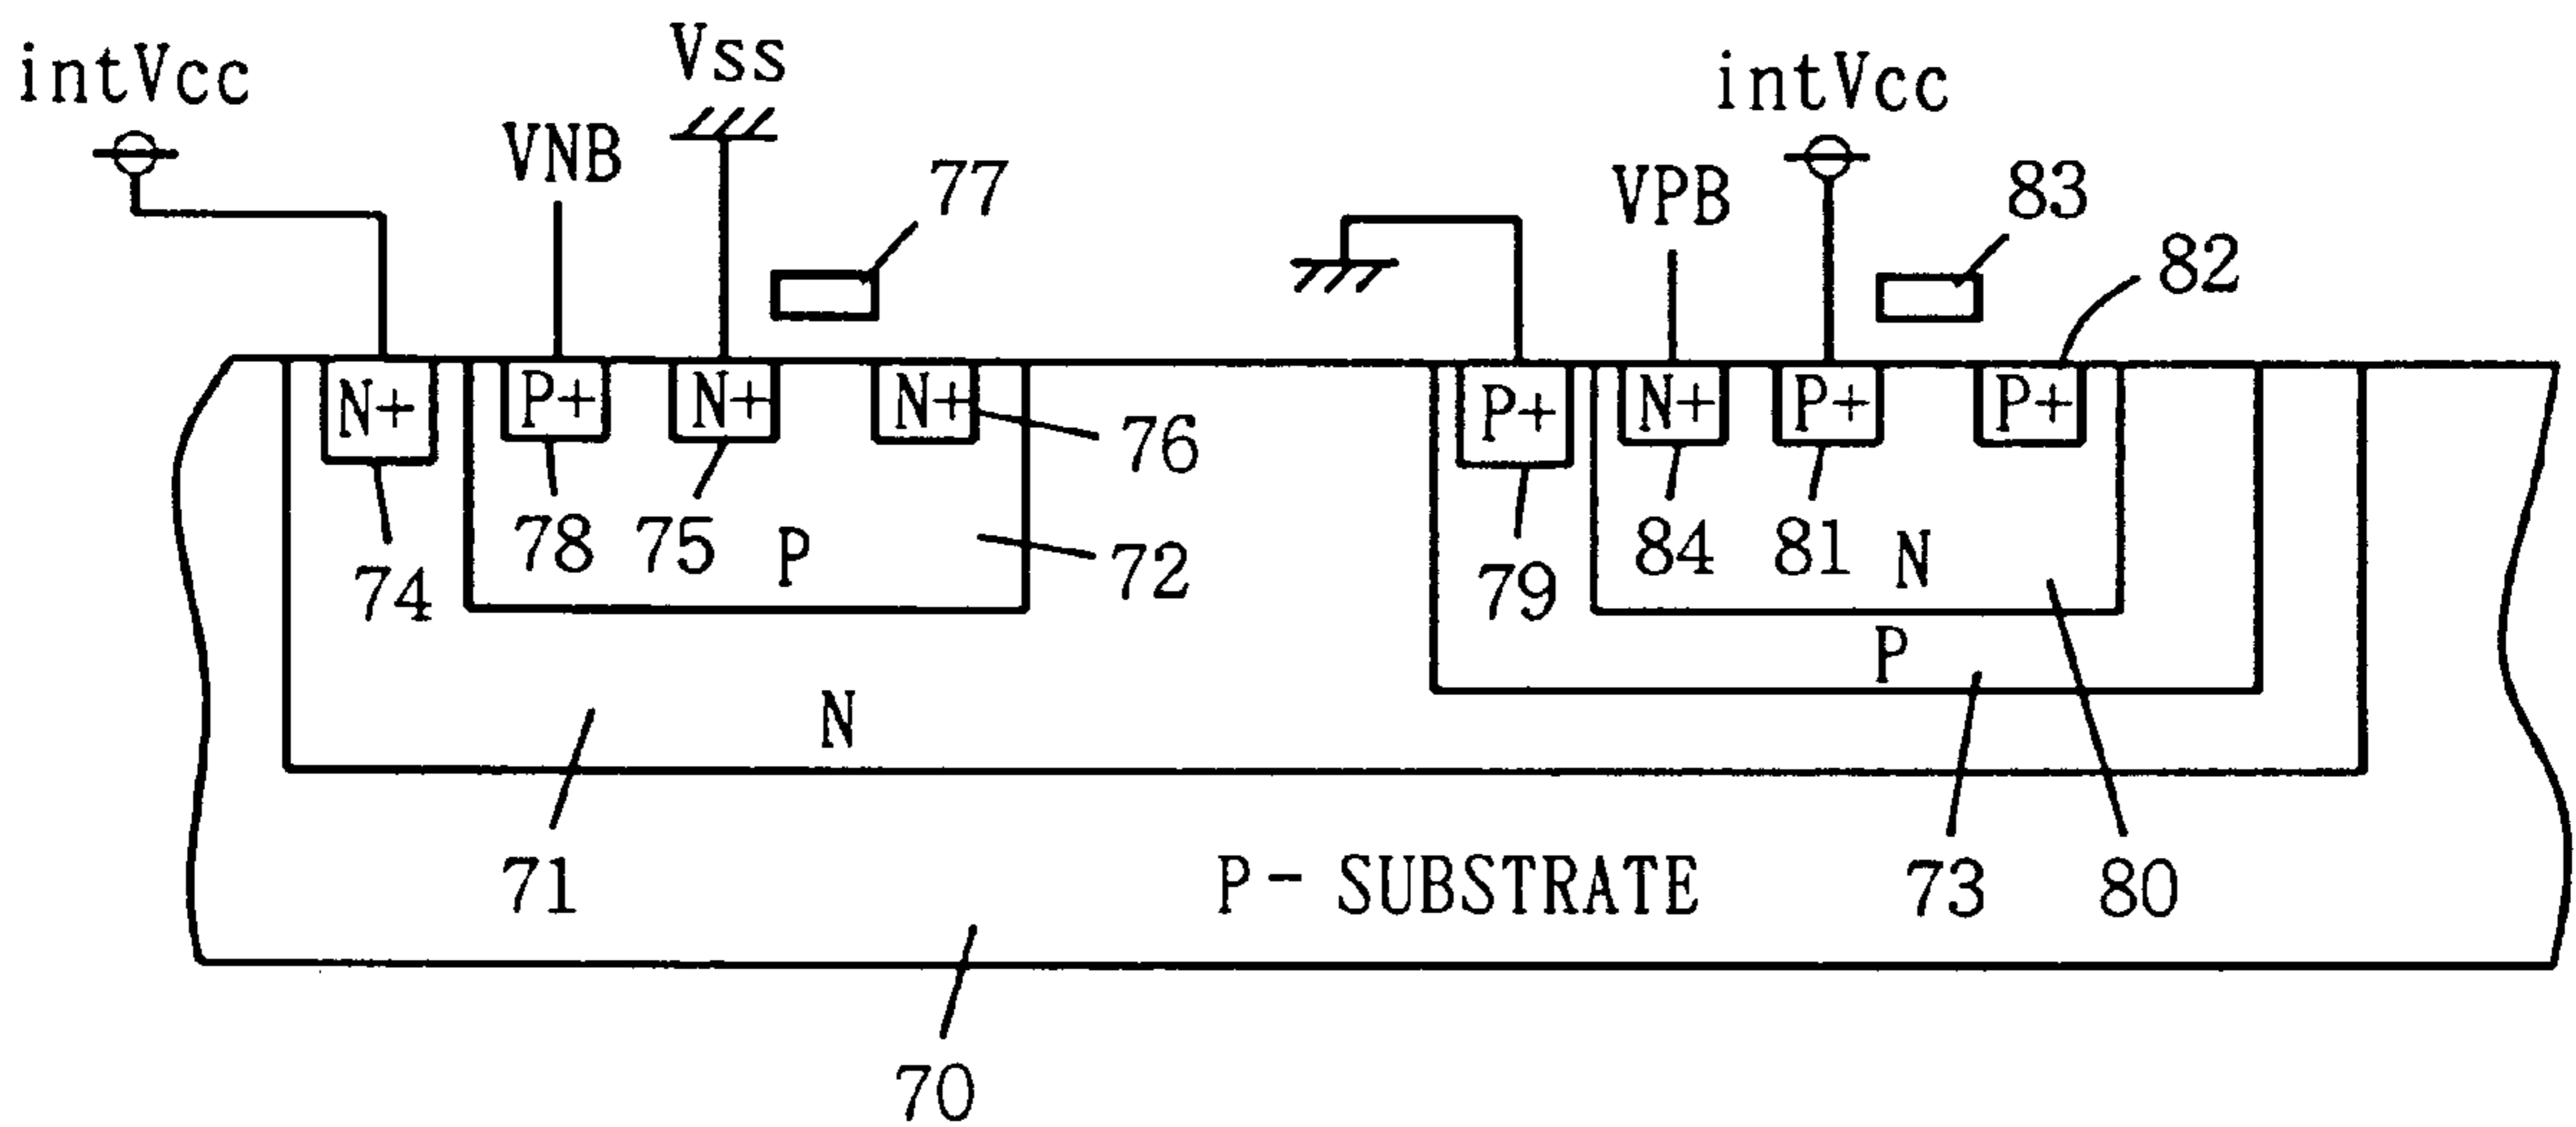 Vss
intVcc
intVcc
VNB
77
VPB
83
82
N+
P+
N+
N+
P+
N+
P+
P+
76
74
78
75
P
72
79
84
81
N
P
N
71
P- SUBSTRATE
73
80
70